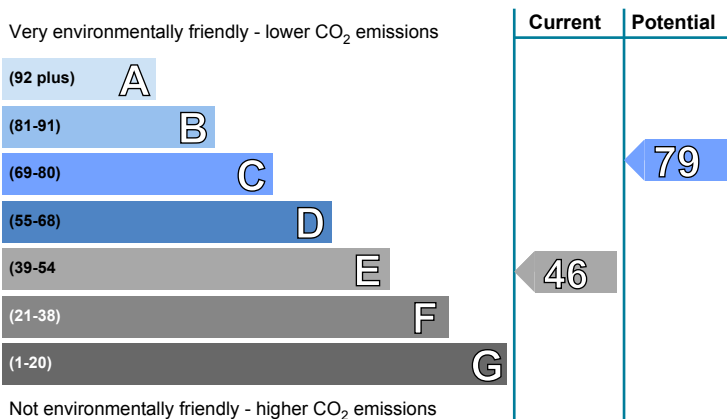 Very environmentally friendly - lower CO2 emissions
Current
Potential
(92 plus) A
(81-91) B
(69-80) C
79
(55-68) D
(39-54 E
46
(21-38) F
(1-20) G
Not environmentally friendly - higher CO2 emissions